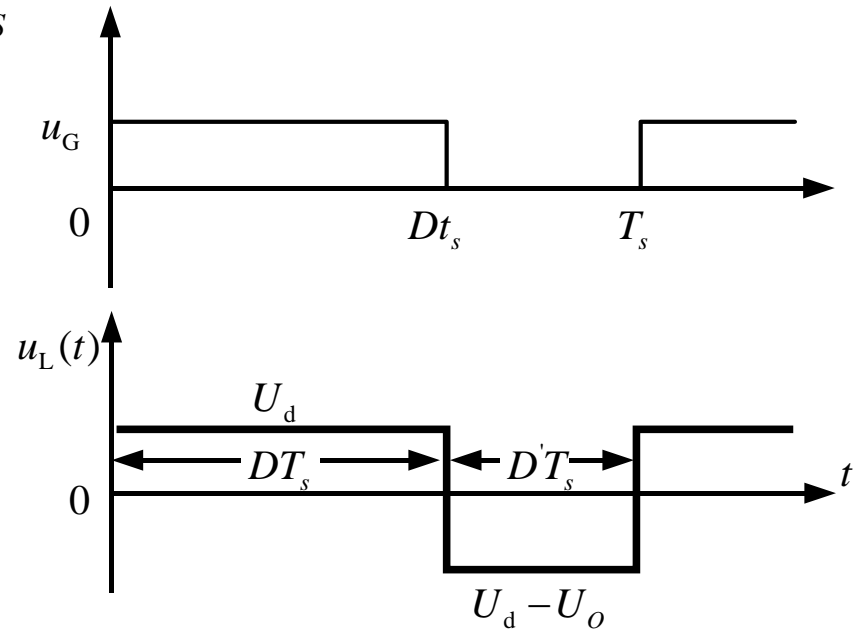 S
u_G
0
Dt_s
T_s
u_L(t)
U_d
DT_s
D'T_s
0
t
U_d - U_O